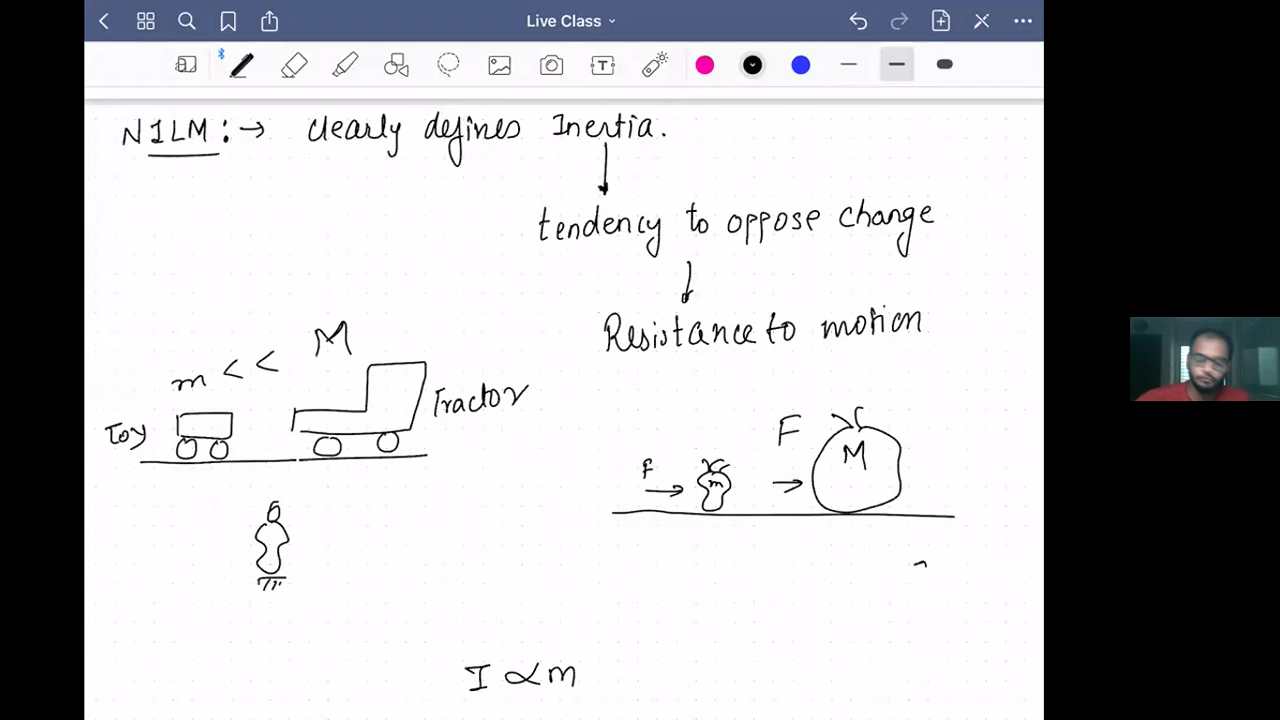 Live Class
T
N1LM :→ clearly defines Inertia.
tendency to oppose change
Resistance to motion
m << M
Toy
Tractor
F
m
F
M
I ∝ m